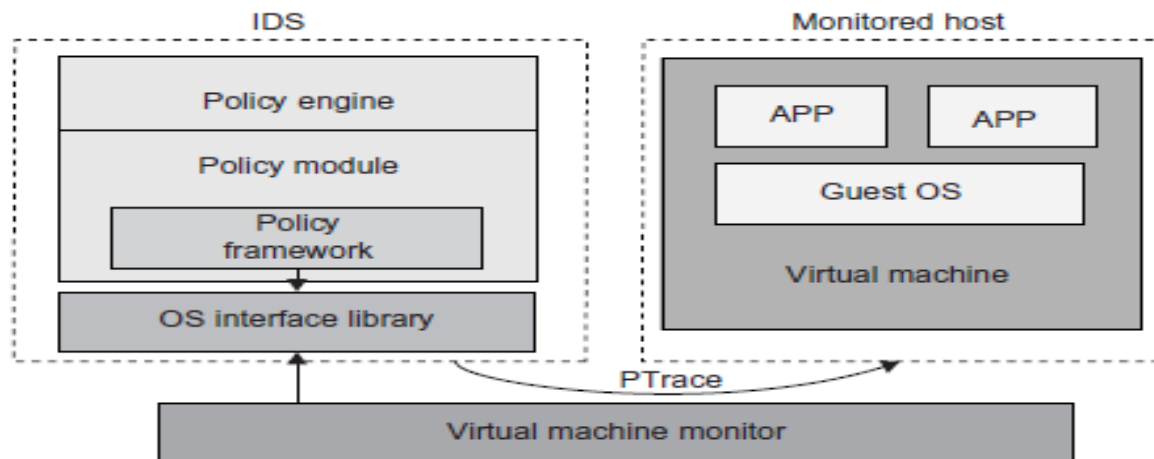 IDS
Policy engine
Policy module
Policy
framework
OS interface library
Monitored host
APP
APP
Guest OS
Virtual machine
PTrace
Virtual machine monitor